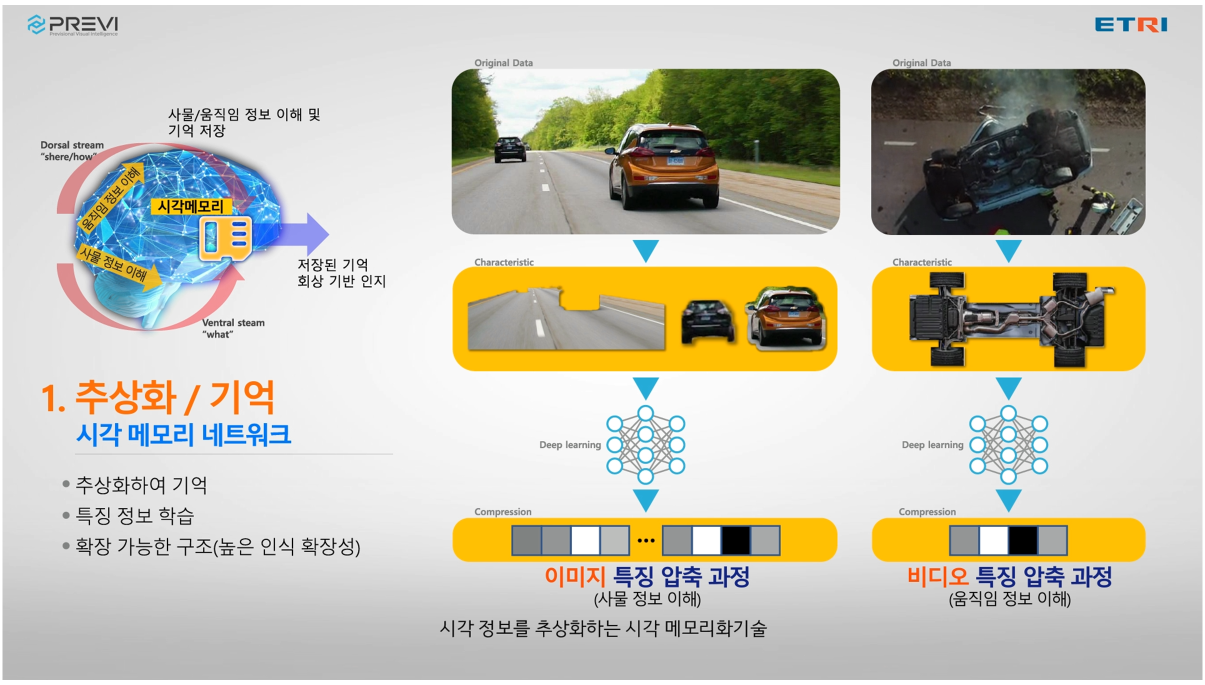 PREVI
Previsional Visual Intelligence
ETRI
사물/움직임 정보 이해 및
기억 저장
Dorsal stream
"shere/how"
움직임 정보 이해
시각메모리
사물 정보 이해
저장된 기억
회상 기반 인지
Ventral steam
"what"
1. 추상화 / 기억
시각 메모리 네트워크
● 추상화하여 기억
● 특징 정보 학습
● 확장 가능한 구조(높은 인식 확장성)
Original Data
Characteristic
Deep learning
Compression
...
이미지 특징 압축 과정
(사물 정보 이해)
Original Data
Characteristic
Deep learning
Compression
비디오 특징 압축 과정
(움직임 정보 이해)
시각 정보를 추상화하는 시각 메모리화기술